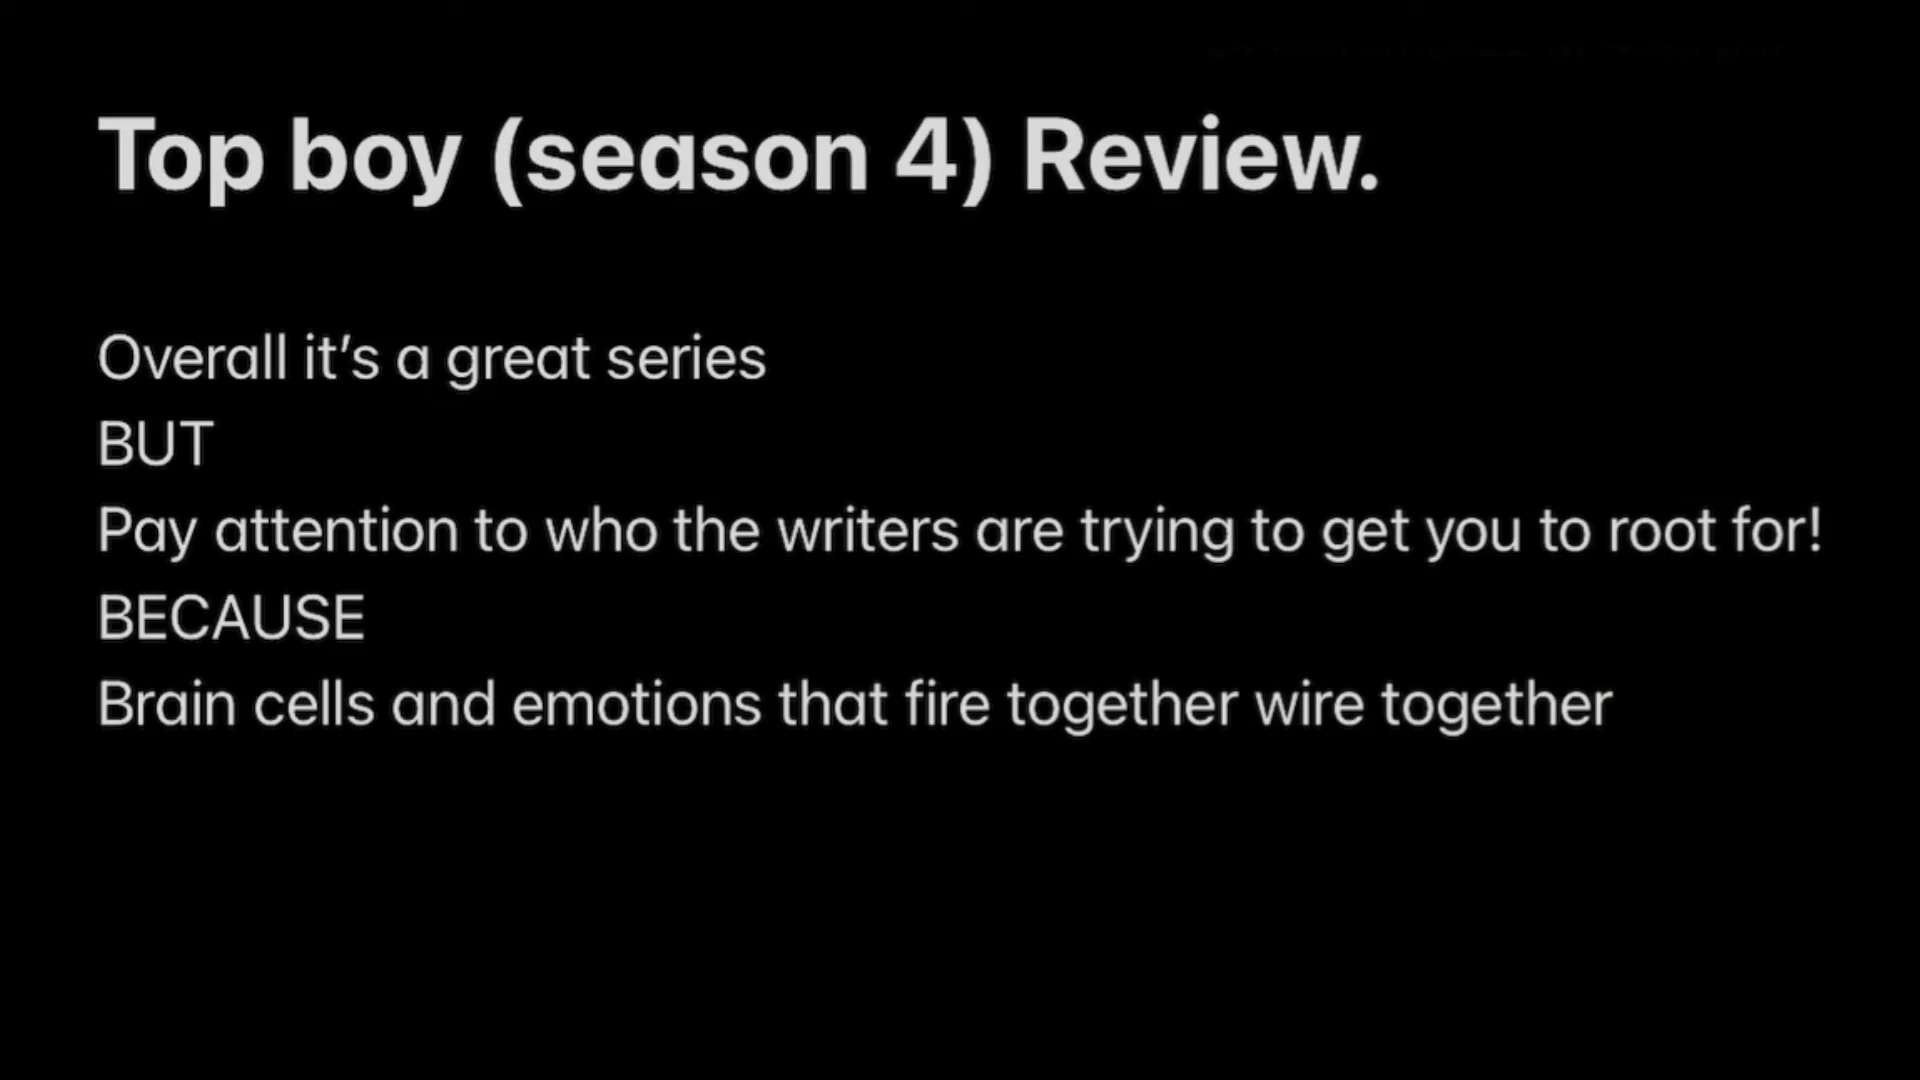 Top boy (season 4) Review.
Overall it’s a great series
BUT
Pay attention to who the writers are trying to get you to root for!
BECAUSE
Brain cells and emotions that fire together wire together